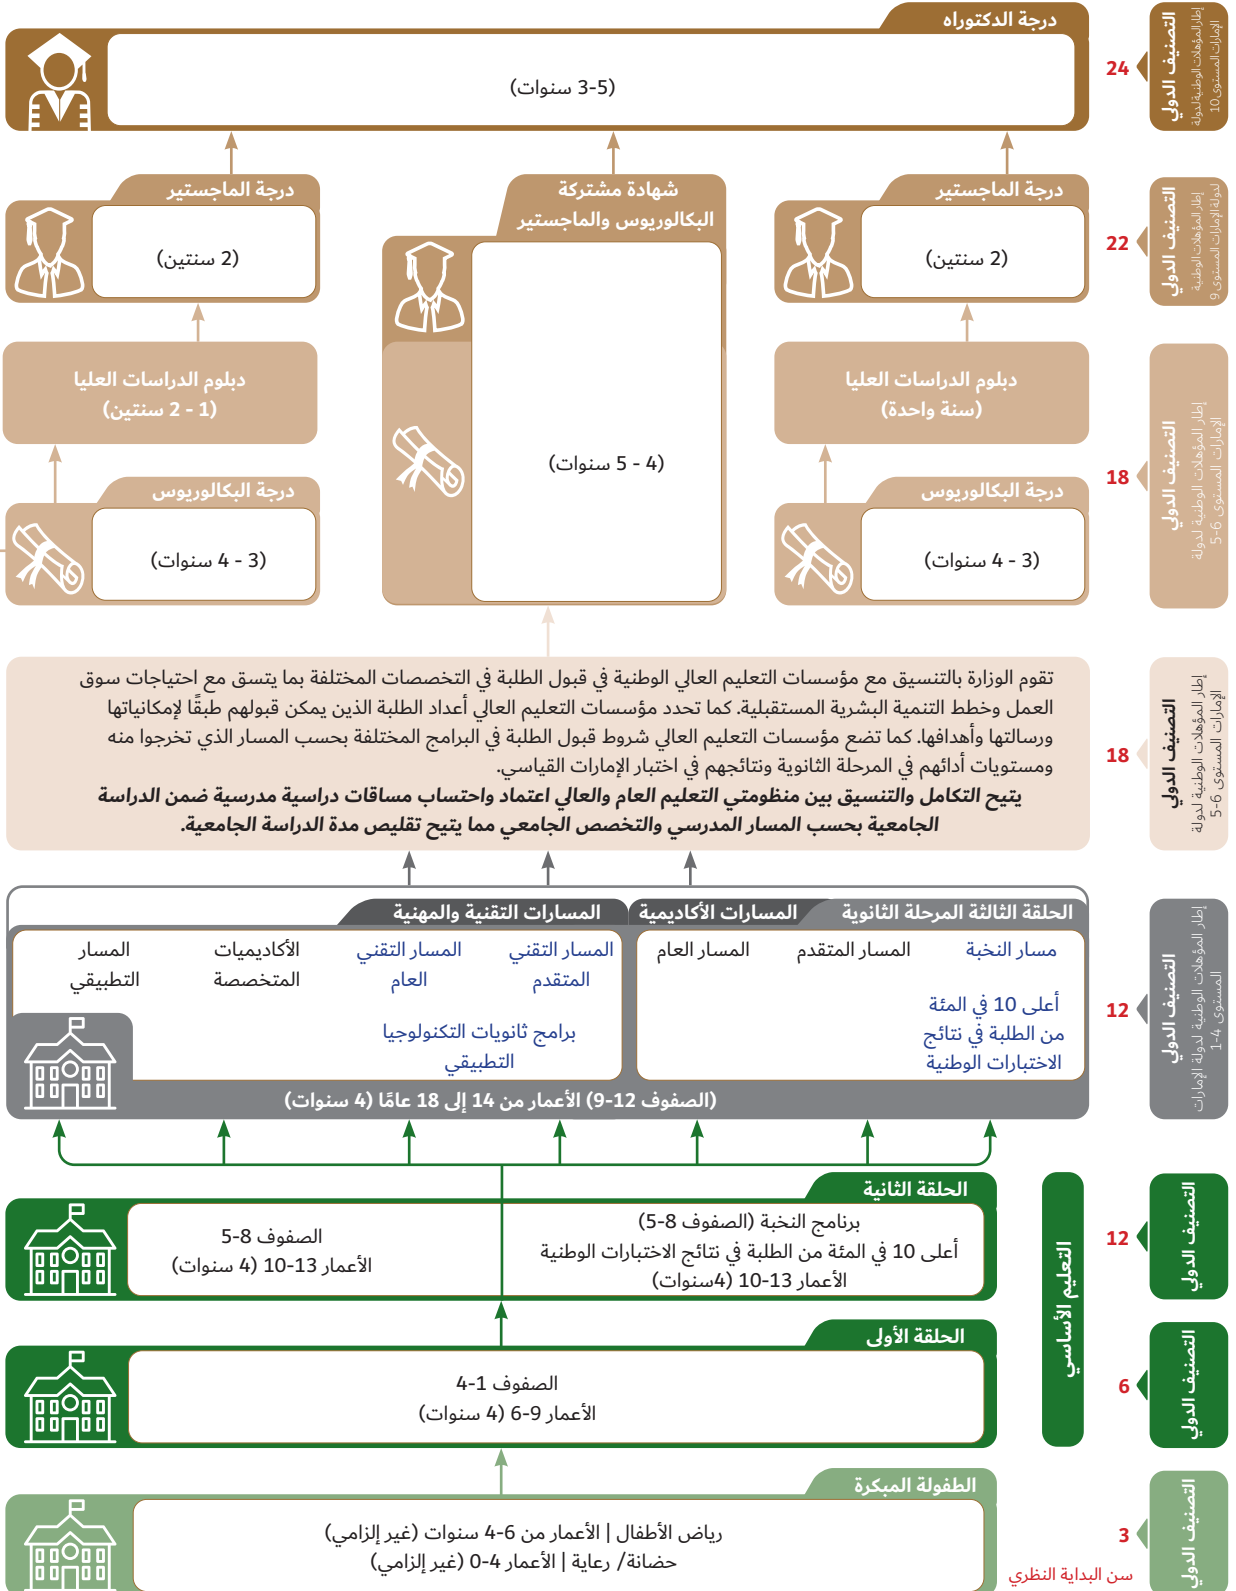 درجة الدكتوراه
(3-5 سنوات)
24
التصنيف الدولي
إطار المؤهلات الوطنية لدولة
الإمارات المستوى 10
درجة الماجستير
(2 سنتين)
شهادة مشتركة
البكالوريوس والماجستير
(4 - 5 سنوات)
درجة الماجستير
(2 سنتين)
22
التصنيف الدولي
إطار المؤهلات الوطنية
لدولة الإمارات المستوى 9
دبلوم الدراسات العليا
(سنة واحدة)
دبلوم الدراسات العليا
(1 - 2 سنتين)
درجة البكالوريوس
(3 - 4 سنوات)
درجة البكالوريوس
(3 - 4 سنوات)
18
التصنيف الدولي
إطار المؤهلات الوطنية لدولة
الإمارات المستوى 6-5
تقوم الوزارة بالتنسيق مع مؤسسات التعليم العالي الوطنية في قبول الطلبة في التخصصات المختلفة بما يتسق مع احتياجات سوق
العمل وخطط التنمية البشرية المستقبلية. كما تحدد مؤسسات التعليم العالي أعداد الطلبة الذين يمكن قبولهم طبقًا لإمكانياتها
ورسالتها وأهدافها. كما تضع مؤسسات التعليم العالي شروط قبول الطلبة في البرامج المختلفة بحسب المسار الذي تخرجوا منه
ومستويات أدائهم في المرحلة الثانوية ونتائجهم في اختبار الإمارات القياسي.
يتيح التكامل والتنسيق بين منظومتي التعليم العام والعالي اعتماد واحتساب مساقات دراسية مدرسية ضمن الدراسة
الجامعية بحسب المسار المدرسي والتخصص الجامعي مما يتيح تقليص مدة الدراسة الجامعية.
18
التصنيف الدولي
إطار المؤهلات الوطنية لدولة
الإمارات المستوى 6-5
الحلقة الثالثة المرحلة الثانوية
المسارات الأكاديمية
المسارات التقنية والمهنية
مسار النخبة
أعلى 10 في المئة
من الطلبة في نتائج
الاختبارات الوطنية
المسار المتقدم
المسار العام
المسار التقني
المتقدم
المسار التقني
العام
برامج ثانويات التكنولوجيا
التطبيقي
الأكاديميات
المتخصصة
المسار
التطبيقي
(الصفوف 12-9) الأعمار من 14 إلى 18 عامًا (4 سنوات)
12
التصنيف الدولي
إطار المؤهلات الوطنية لدولة الإمارات
المستوى 4-1
الحلقة الثانية
برنامج النخبة (الصفوف 8-5)
أعلى 10 في المئة من الطلبة في نتائج الاختبارات الوطنية
الأعمار 13-10 (4سنوات)
الصفوف 8-5
الأعمار 13-10 (4 سنوات)
12
التصنيف الدولي
التعليم الأساسي
الحلقة الأولى
الصفوف 1-4
الأعمار 9-6 (4 سنوات)
6
التصنيف الدولي
الطفولة المبكرة
رياض الأطفال | الأعمار من 6-4 سنوات (غير إلزامي)
حضانة/ رعاية | الأعمار 4-0 (غير إلزامي)
3
سن البداية النظري
التصنيف الدولي